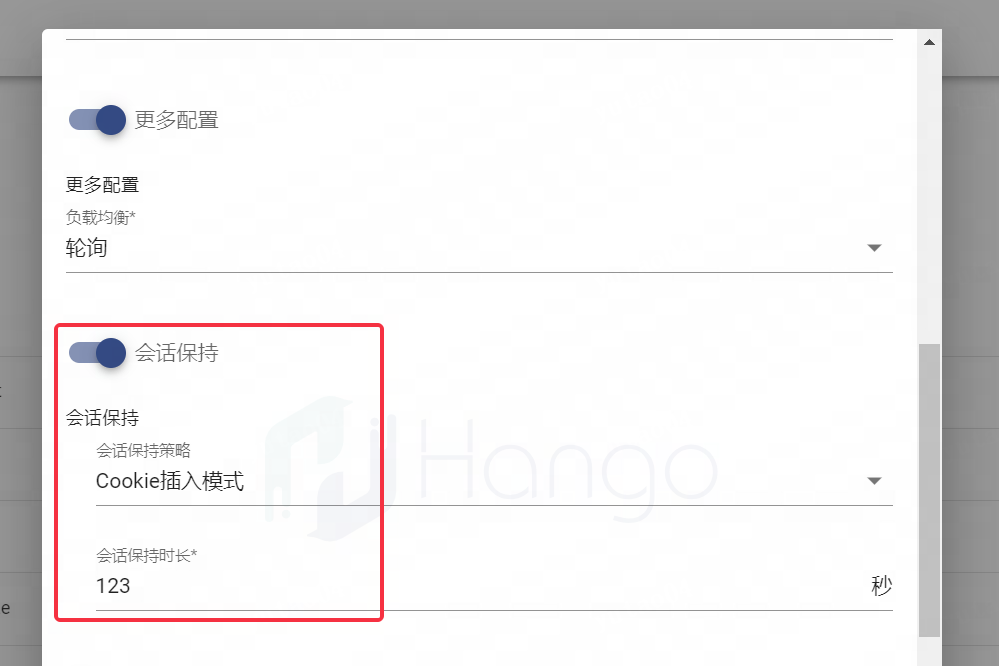 更多配置
更多配置
负载均衡*
轮询
会话保持
会话保持
会话保持策略
Cookie插入模式
Hango
会话保持时长*
123 秒
e